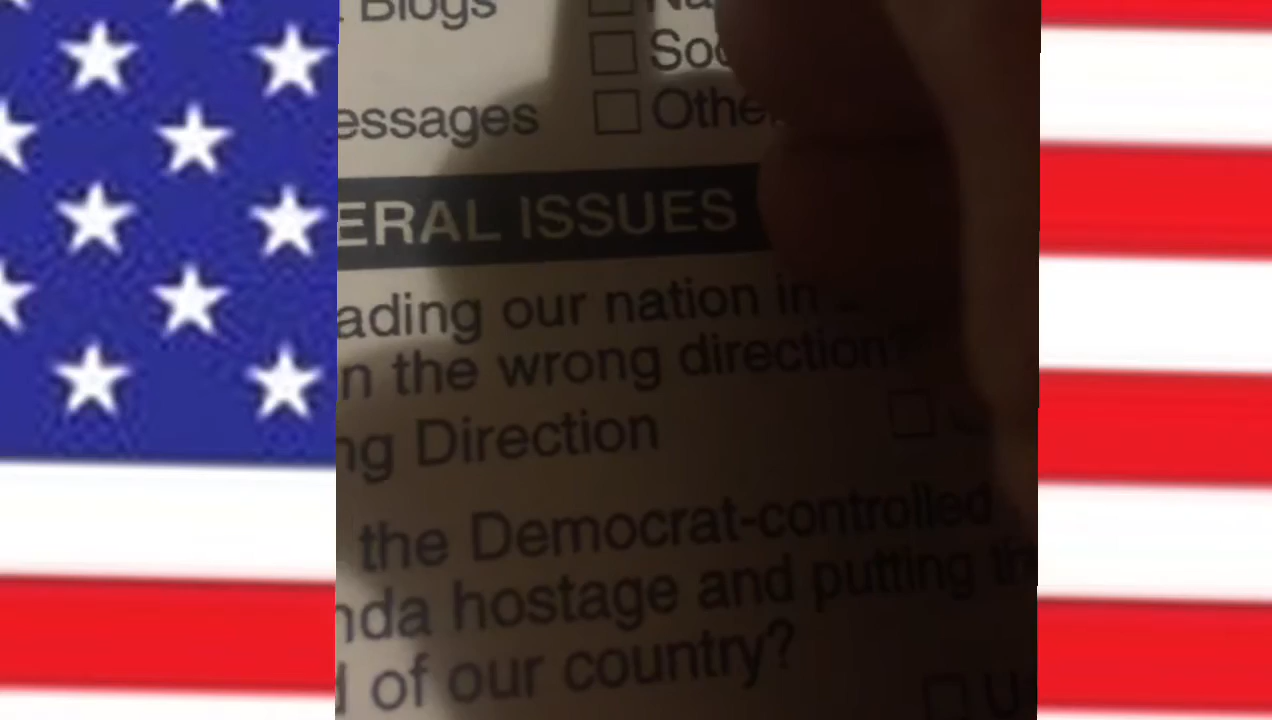 Blogs
Soc
essages Other
ERAL ISSUES
ading our nation in
n the wrong direction?
ng Direction
the Democrat-controlled
nda hostage and putting th
of our country?